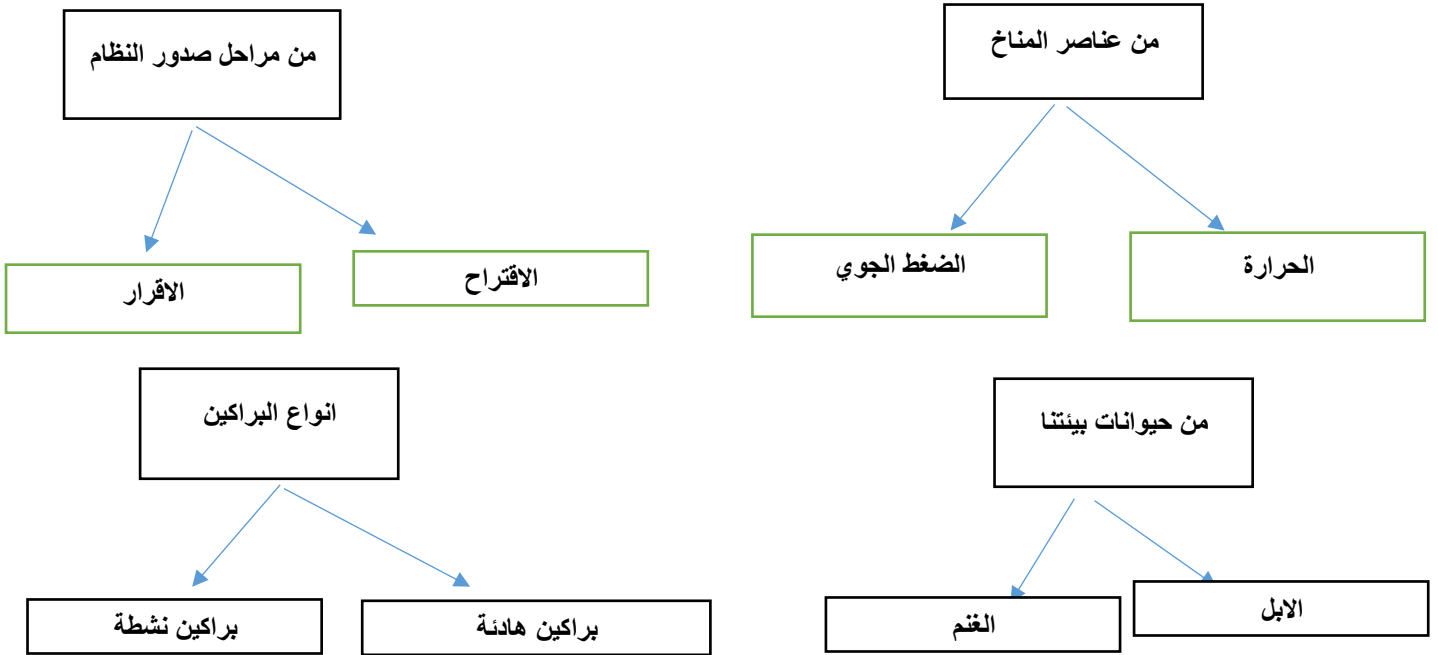 من عناصر المناخ
من مراحل صدور النظام
الحرارة
الضغط الجوي
الاقتراح
الاقرار
من حيوانات بيئتنا
انواع البراكين
الابل
الغنم
براكين هادئة
براكين نشطة